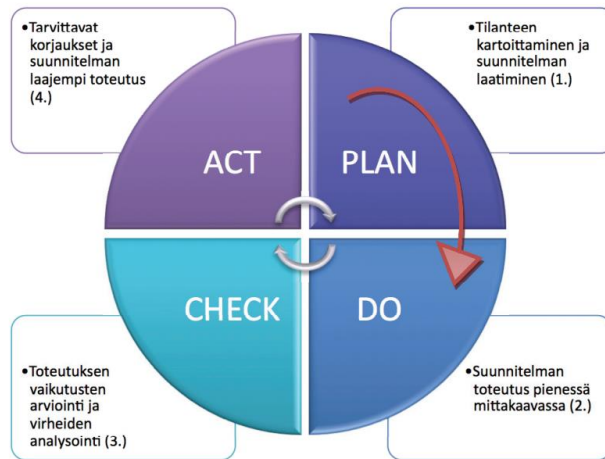 •Tarvittavat
korjaukset ja
suunnitelman
laajempi toteutus
(4.)
•Tilanteen
kartoittaminen ja
suunnitelman
laatiminen (1.)
ACT
PLAN
CHECK
DO
•Toteutuksen
vaikutusten
arviointi ja
virheiden
analysointi (3.)
•Suunnitelman
toteutus pienessä
mittakaavassa (2.)